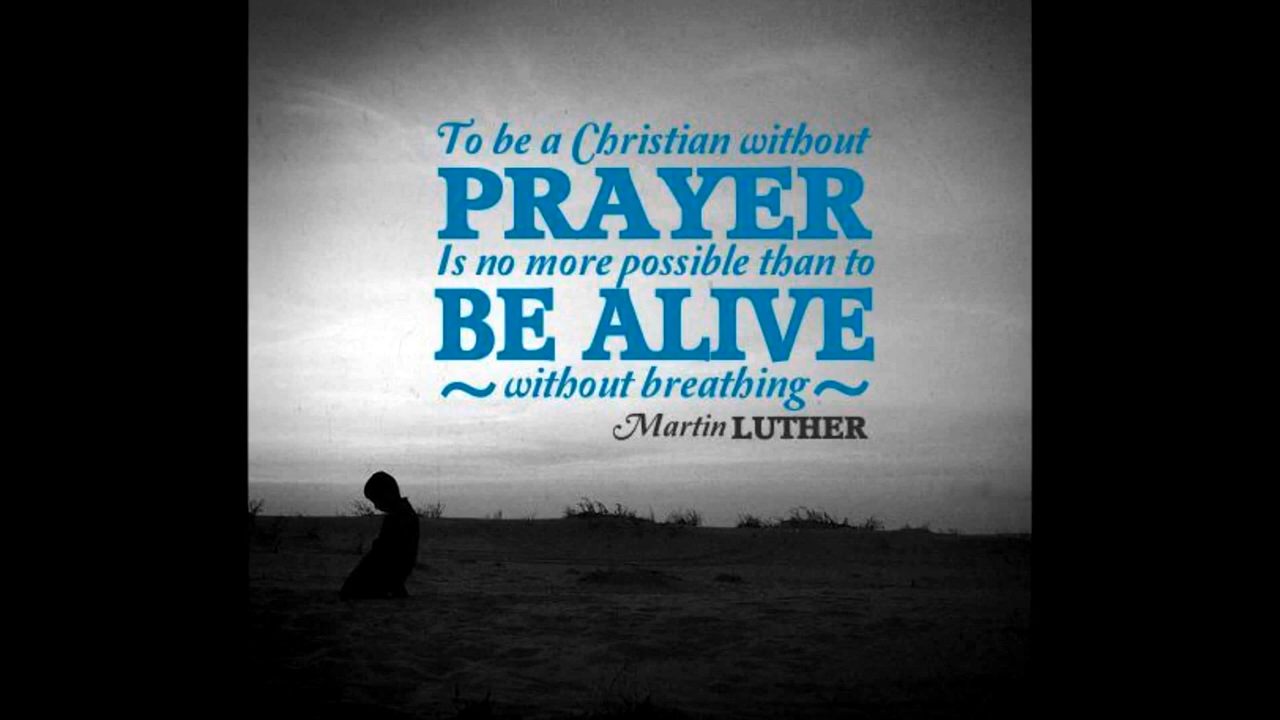 To be a Christian without
PRAYER
Is no more possible than to
BE ALIVE
~without breathing~
Martin LUTHER